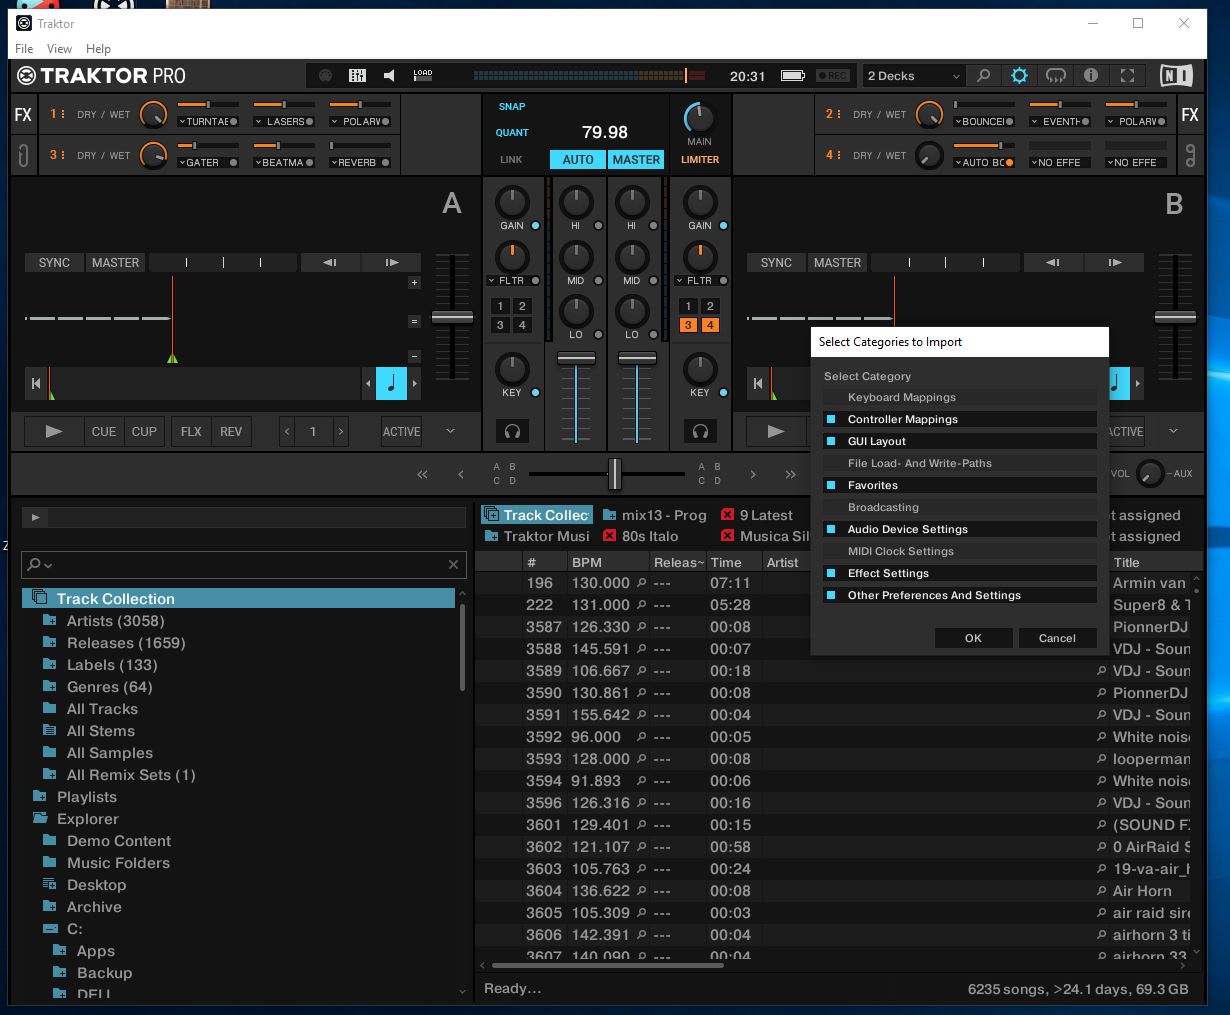 Traktor
File View Help
TRAKTOR PRO
LOAD
20:31
REC
2 Decks
NI
FX
1 DRY / WET TURNTAB LASERS POLARW
3 DRY / WET GATER BEATMA REVERB
SNAP
QUANT 79.98
LINK AUTO MASTER
MAIN
LIMITER
2 DRY / WET BOUNCEI EVENTH POLARW
4 DRY / WET AUTO BO NO EFFE NO EFFE
FX
A
SYNC MASTER
CUE CUP FLX REV 1 ACTIVE
GAIN HI HI GAIN
FLTR MID MID FLTR
1 2 1 2
3 4 3 4
LO LO
KEY KEY
B
SYNC MASTER
ACTIVE
A B A B
C D C D
VOL AUX
Select Categories to Import
Select Category
Keyboard Mappings
Controller Mappings
GUI Layout
File Load- And Write-Paths
Favorites
Broadcasting
Audio Device Settings
MIDI Clock Settings
Effect Settings
Other Preferences And Settings
OK Cancel
Track Collection
Artists (3058)
Releases (1659)
Labels (133)
Genres (64)
All Tracks
All Stems
All Samples
All Remix Sets (1)
Playlists
Explorer
Demo Content
Music Folders
Desktop
Archive
C:
Apps
Backup
DELL
Track Collec mix13 - Prog 9 Latest t assigned
Traktor Musi 80s Italo Musica Sil t assigned
# BPM Releas~ Time Artist Title
196 130.000 --- 07:11 Armin van
222 131.000 --- 05:28 Super8 & T
3587 126.330 --- 00:08 PionnerDJ
3588 145.591 --- 00:07 VDJ - Soun
3589 106.667 --- 00:18 VDJ - Soun
3590 130.861 --- 00:08 PionnerDJ
3591 155.642 --- 00:04 VDJ - Soun
3592 96.000 --- 00:05 White nois
3593 128.000 --- 00:08 looperman
3594 91.893 --- 00:06 White nois
3596 126.316 --- 00:16 VDJ - Soun
3601 129.401 --- 00:15 (SOUND F
3602 121.107 --- 00:58 0 AirRaid S
3603 105.763 --- 00:24 19-va-air_h
3604 136.622 --- 00:08 Air Horn
3605 105.309 --- 00:03 air raid sire
3606 142.391 --- 00:04 airhorn 3 ti
3607 140.090 --- 00:04 airhorn 33
Ready...
6235 songs, >24.1 days, 69.3 GB